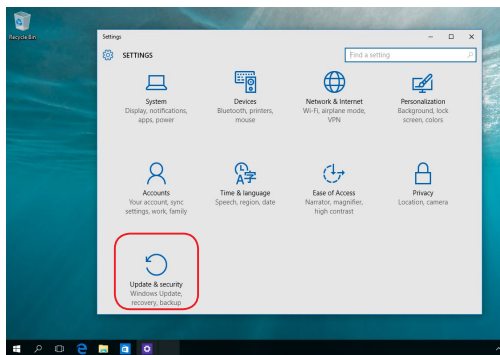 Recycle Bin
Settings
SETTINGS
Find a setting
System
Display, notifications,
apps, power
Devices
Bluetooth, printers,
mouse
Network & Internet
Wi-Fi, airplane mode,
VPN
Personalization
Background, lock
screen, colors
Accounts
Your account, sync
settings, work, family
Time & language
Speech, region, date
Ease of Access
Narrator, magnifier,
high contrast
Privacy
Location, camera
Update & security
Windows Update,
recovery, backup